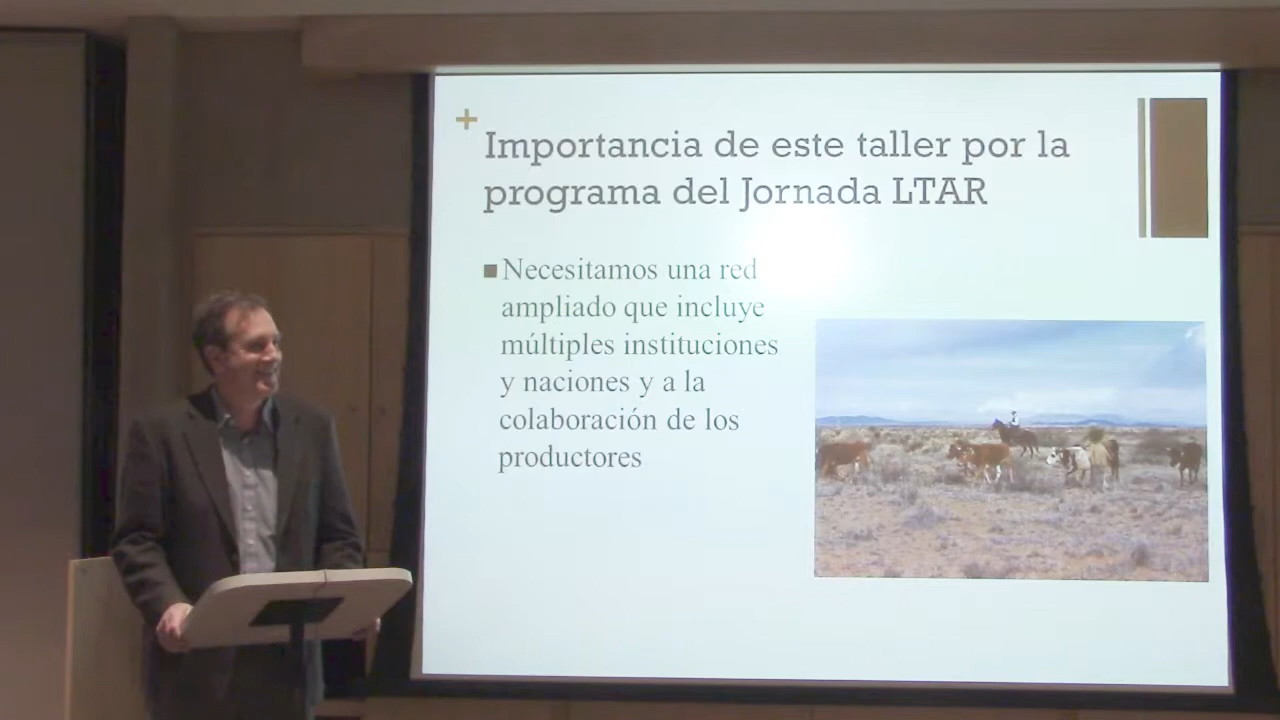 Importancia de este taller por la
programa del Jornada LTAR
Necesitamos una red
ampliado que incluye
múltiples instituciones
y naciones y a la
colaboración de los
productores